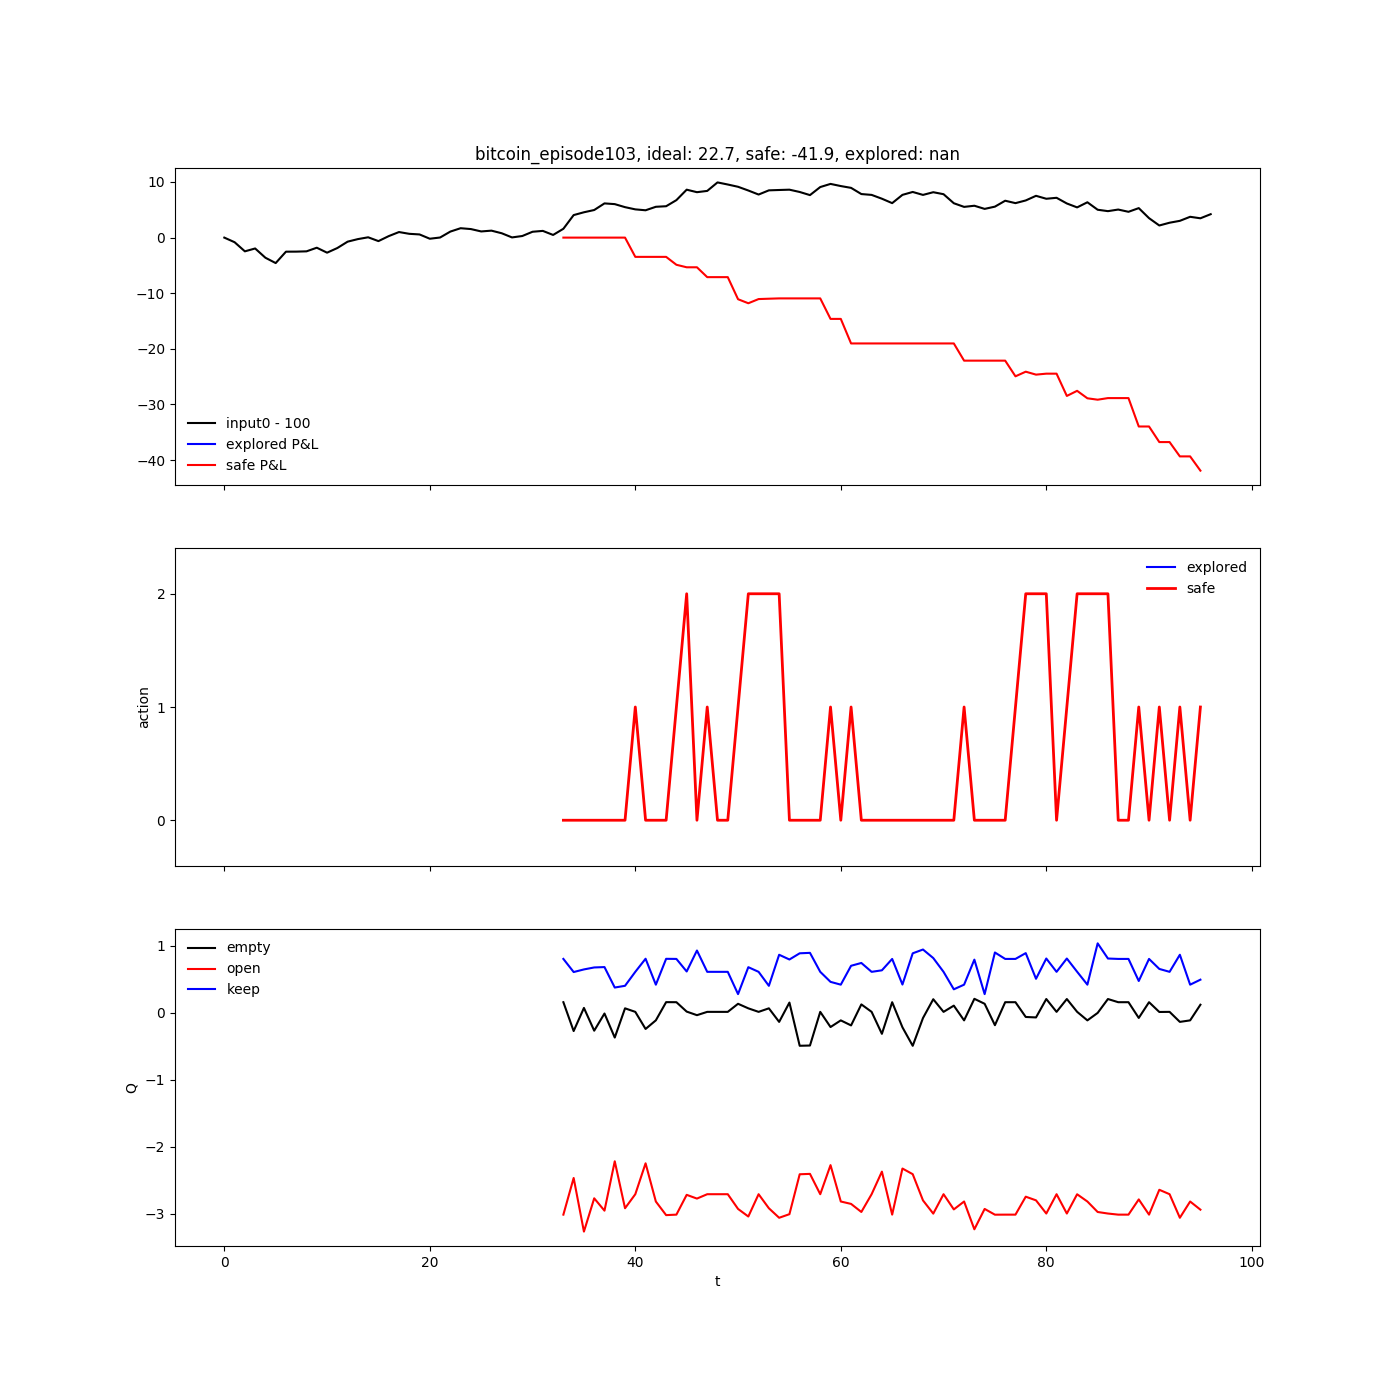 bitcoin_episode103, ideal: 22.7, safe: -41.9, explored: nan
10
0
−10
−20
−30
−40
input0 - 100
explored P&L
safe P&L
2
1
0
action
explored
safe
1
0
−1
−2
−3
Q
empty
open
keep
0
20
40
60
80
100
t